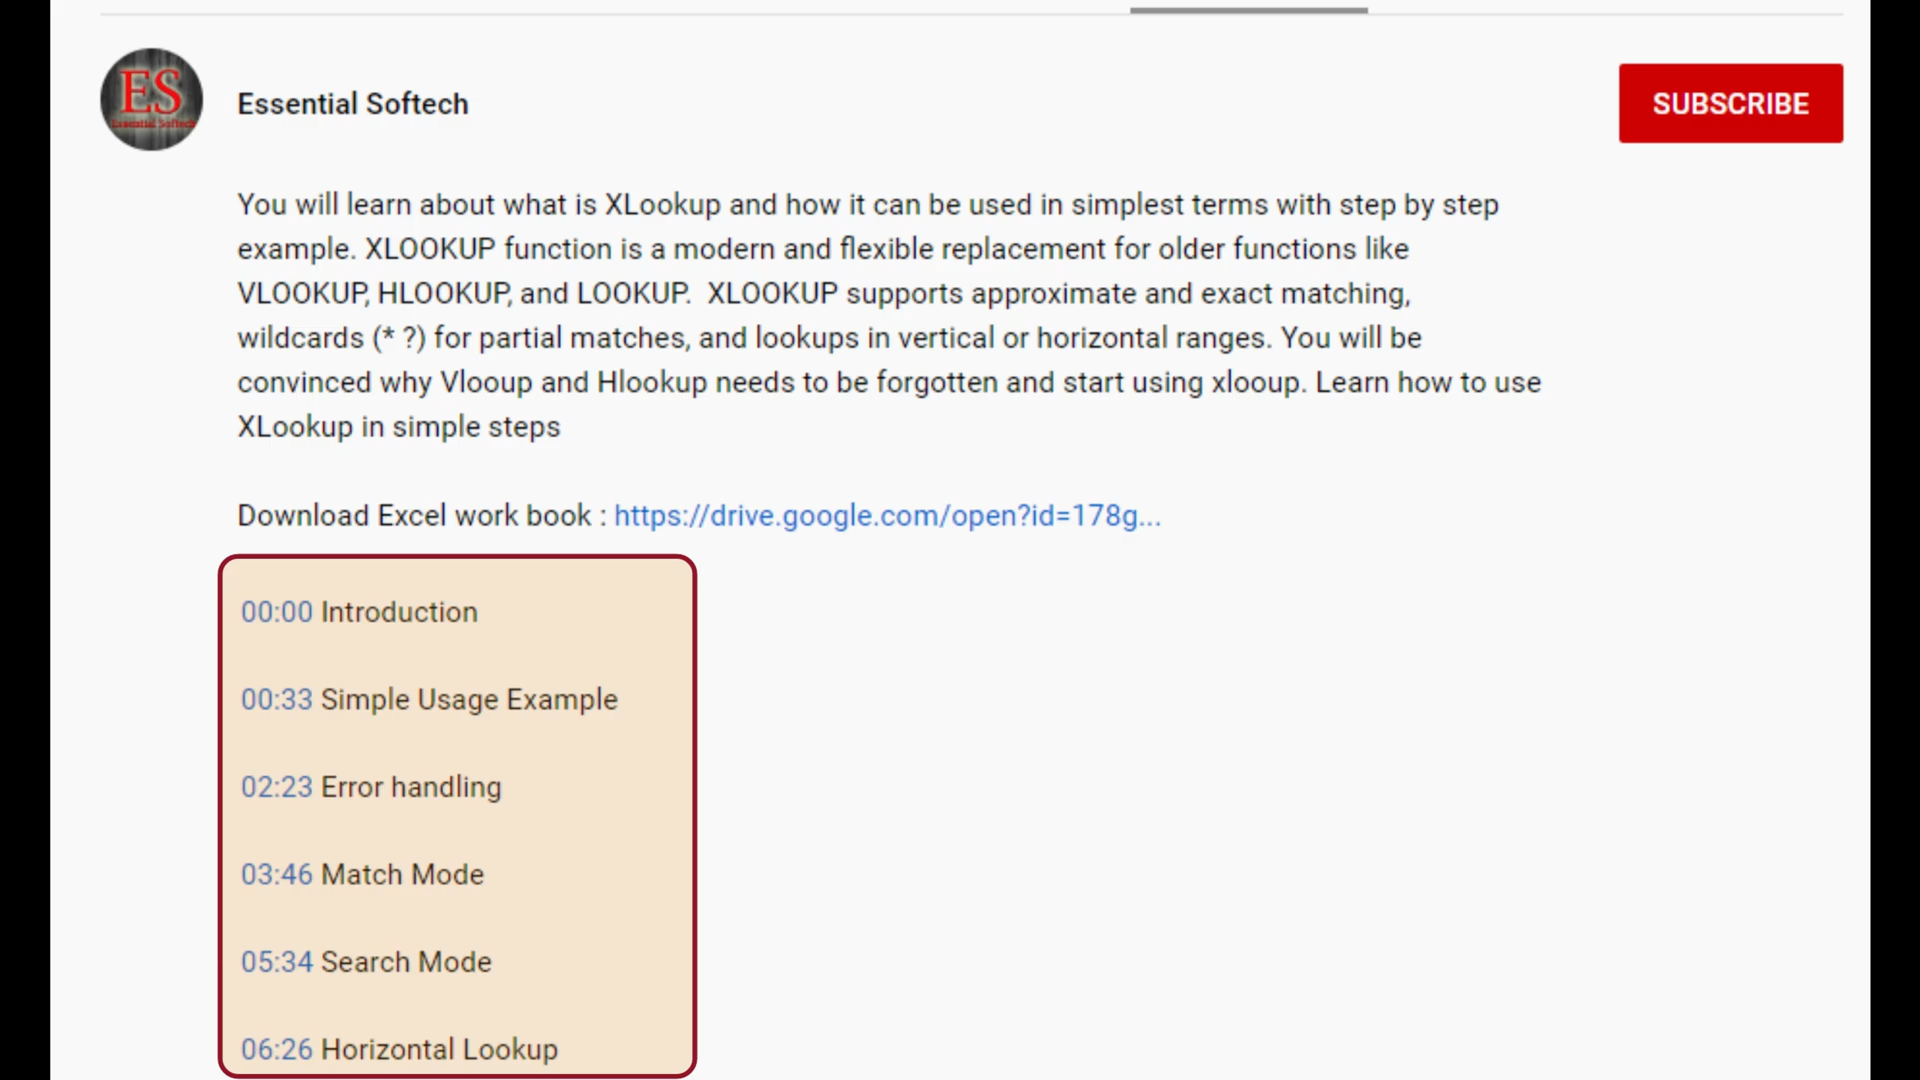 ES
Essential Softech
Essential Softech
SUBSCRIBE
You will learn about what is XLookup and how it can be used in simplest terms with step by step
example. XLOOKUP function is a modern and flexible replacement for older functions like
VLOOKUP, HLOOKUP, and LOOKUP.  XLOOKUP supports approximate and exact matching,
wildcards (* ?) for partial matches, and lookups in vertical or horizontal ranges. You will be
convinced why Vlooup and Hlookup needs to be forgotten and start using xlooup. Learn how to use
XLookup in simple steps
Download Excel work book : https://drive.google.com/open?id=178g...
00:00 Introduction
00:33 Simple Usage Example
02:23 Error handling
03:46 Match Mode
05:34 Search Mode
06:26 Horizontal Lookup